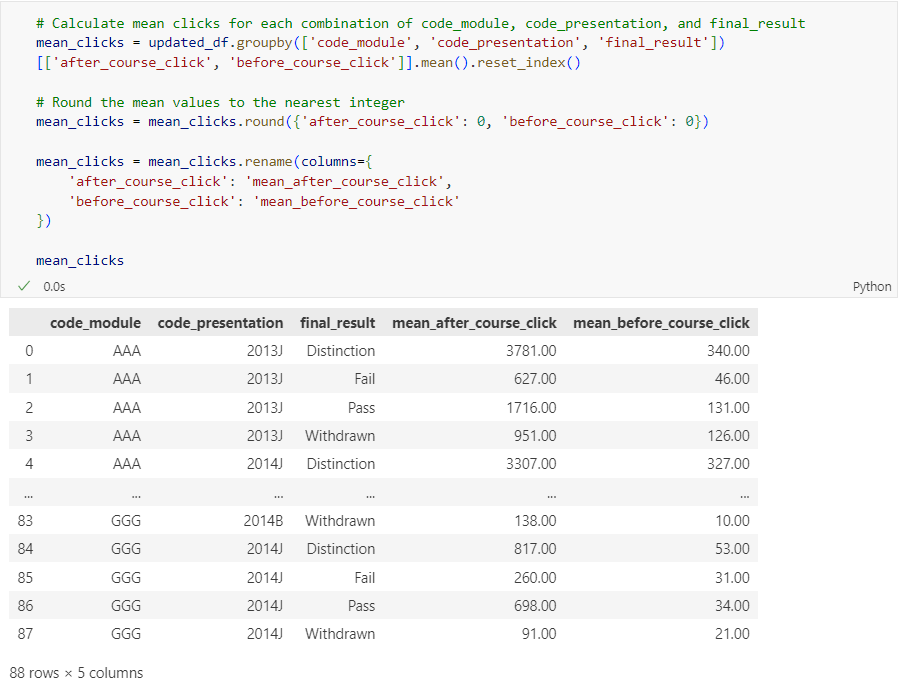 # Calculate mean clicks for each combination of code_module, code_presentation, and final_result
mean_clicks = updated_df.groupby(['code_module', 'code_presentation', 'final_result'])
[['after_course_click', 'before_course_click']].mean().reset_index()
# Round the mean values to the nearest integer
mean_clicks = mean_clicks.round({'after_course_click': 0, 'before_course_click': 0})
mean_clicks = mean_clicks.rename(columns={
'after_course_click': 'mean_after_course_click',
'before_course_click': 'mean_before_course_click'
})
mean_clicks
✓ 0.0s Python
code_module code_presentation final_result mean_after_course_click mean_before_course_click
0 AAA 2013J Distinction 3781.00 340.00
1 AAA 2013J Fail 627.00 46.00
2 AAA 2013J Pass 1716.00 131.00
3 AAA 2013J Withdrawn 951.00 126.00
4 AAA 2014J Distinction 3307.00 327.00
... ... ... ... ... ...
83 GGG 2014B Withdrawn 138.00 10.00
84 GGG 2014J Distinction 817.00 53.00
85 GGG 2014J Fail 260.00 31.00
86 GGG 2014J Pass 698.00 34.00
87 GGG 2014J Withdrawn 91.00 21.00
88 rows × 5 columns